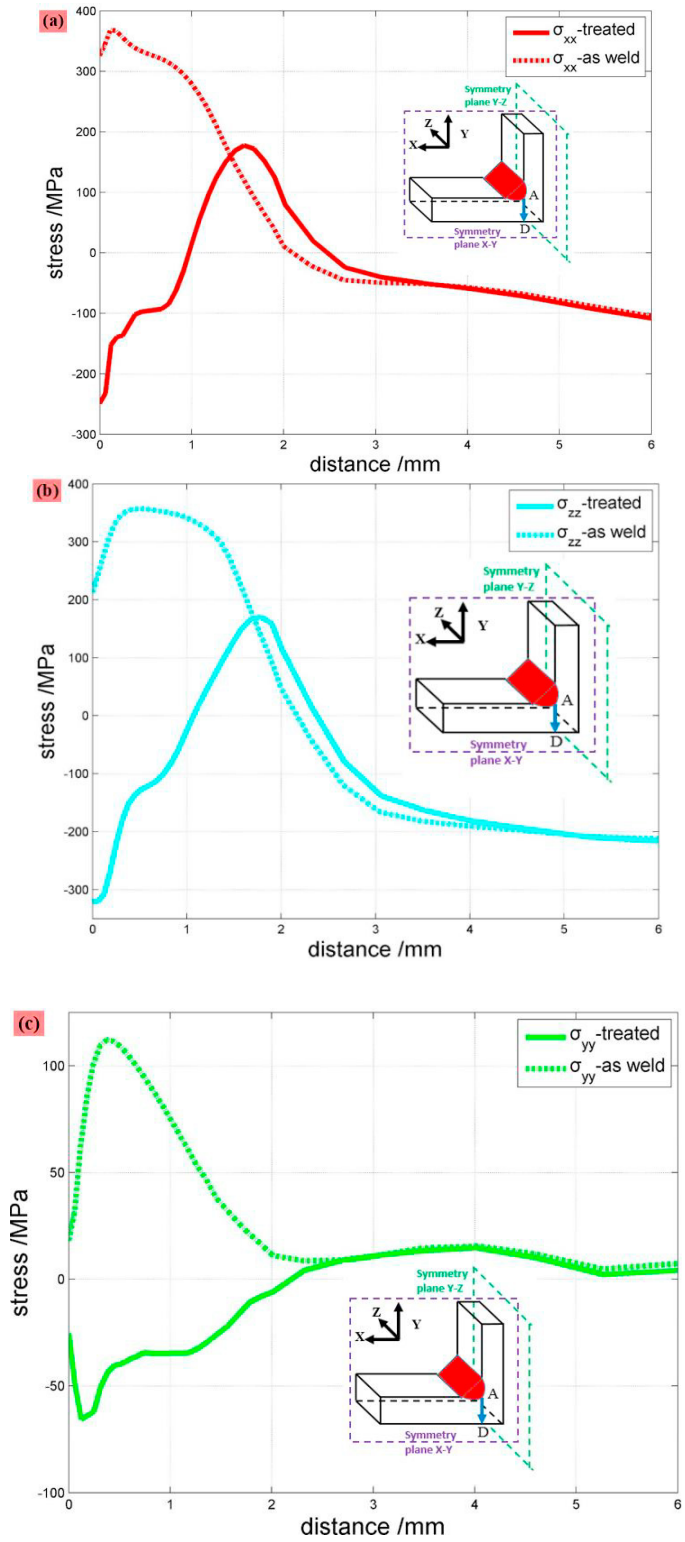 (a)
400
300
200
100
0
-100
-200
-300
0 1 2 3 4 5 6
stress /MPa
distance /mm
σxx-treated
σxx-as weld
Symmetry
plane Y-Z
Z
Y
X
A
D
Symmetry
plane X-Y
(b)
400
300
200
100
0
-100
-200
-300
0 1 2 3 4 5 6
stress /MPa
distance /mm
σzz-treated
σzz-as weld
Symmetry
plane Y-Z
Z
Y
X
A
D
Symmetry
plane X-Y
(c)
100
50
0
-50
-100
0 1 2 3 4 5 6
stress /MPa
distance /mm
σyy-treated
σyy-as weld
Symmetry
plane Y-Z
Z
Y
X
A
D
Symmetry
plane X-Y